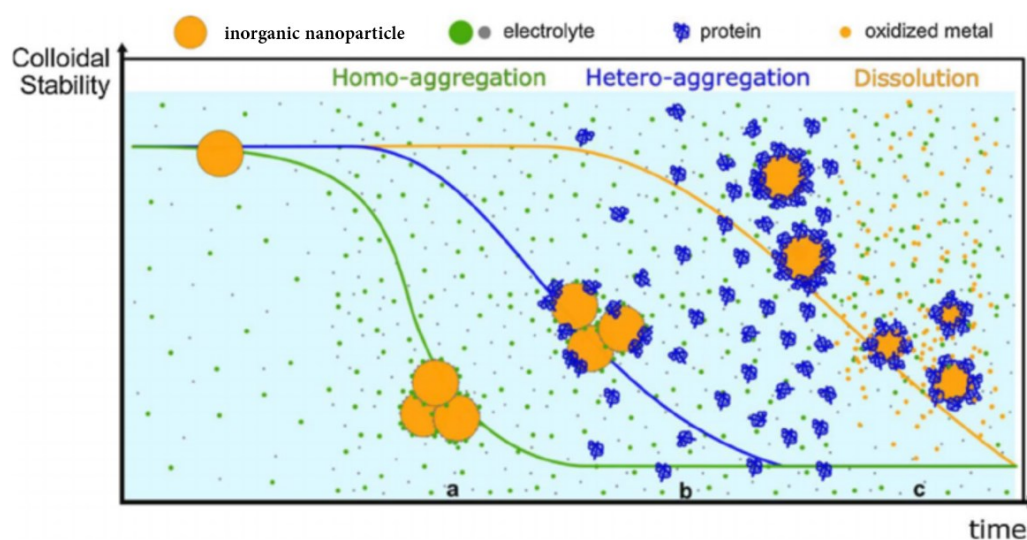 inorganic nanoparticle electrolyte protein oxidized metal
Colloidal
Stability
Homo-aggregation Hetero-aggregation Dissolution
a b c
time